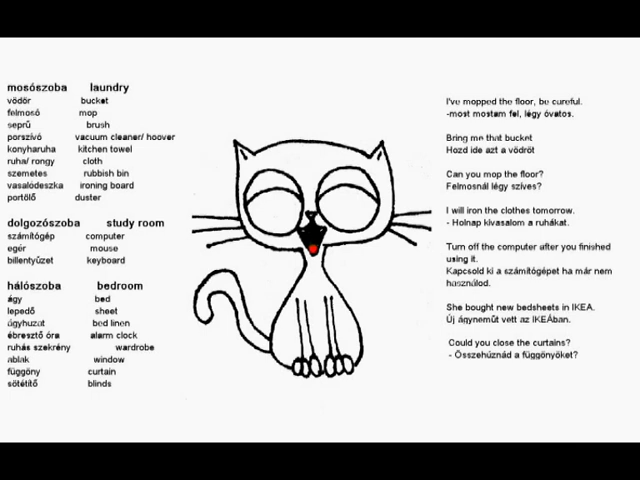 mosószoba laundry
vödör bucket
felmosó mop
seprű brush
porszívó vacuum cleaner/ hoover
konyharuha kitchen towel
ruha/ rongy cloth
szemetes rubbish bin
vasalódeszka ironing board
portölő duster
dolgozószoba study room
számítógép computer
egér mouse
billentyűzet keyboard
hálószoba bedroom
ágy bed
lepedő sheet
ágyhuzat bed linen
ébresztő óra alarm clock
ruhás szekrény wardrobe
ablak window
függöny curtain
sötétítő blinds
I've mopped the floor, be cureful.
-most mostam fel, légy óvatos.
Bring me that bucket
Hozd ide azt a vödröt
Can you mop the floor?
Felmosnál légy szíves?
I will iron the clothes tomorrow.
- Holnap kivasalom a ruhákat.
Turn off the computer after you finished
using it.
Kapcsold ki a számítógépet ha már nem
használod.
She bought new bedsheets in IKEA.
Új ágyneműt vett az IKEÁban.
Could you close the curtains?
- Összehúznád a függönyöket?